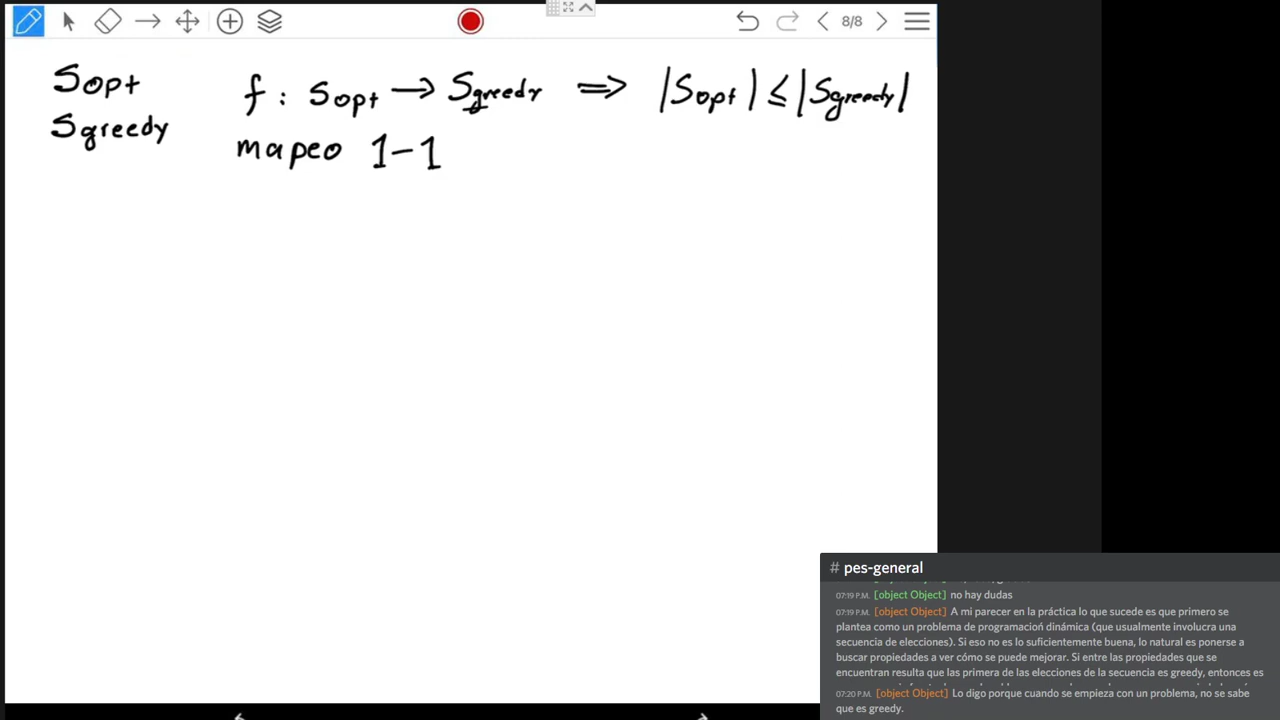 8/8
Sopt f : Sopt → Sgreedy ⟹ |Sopt| ≤ |Sgreedy|
Sgreedy mapeo 1-1
# pes-general
07:19 P.M. [object Object] no hay dudas
07:19 P.M. [object Object] A mi parecer en la práctica lo que sucede es que primero se
plantea como un problema de programacioń dinámica (que usualmente involucra una
secuencia de elecciones). Si eso no es lo suficientemente buena, lo natural es ponerse a
buscar propiedades a ver cómo se puede mejorar. Si entre las propiedades que se
encuentran resulta que las primera de las elecciones de la secuencia es greedy, entonces es
07:20 P.M. [object Object] Lo digo porque cuando se empieza con un problema, no se sabe
que es greedy.